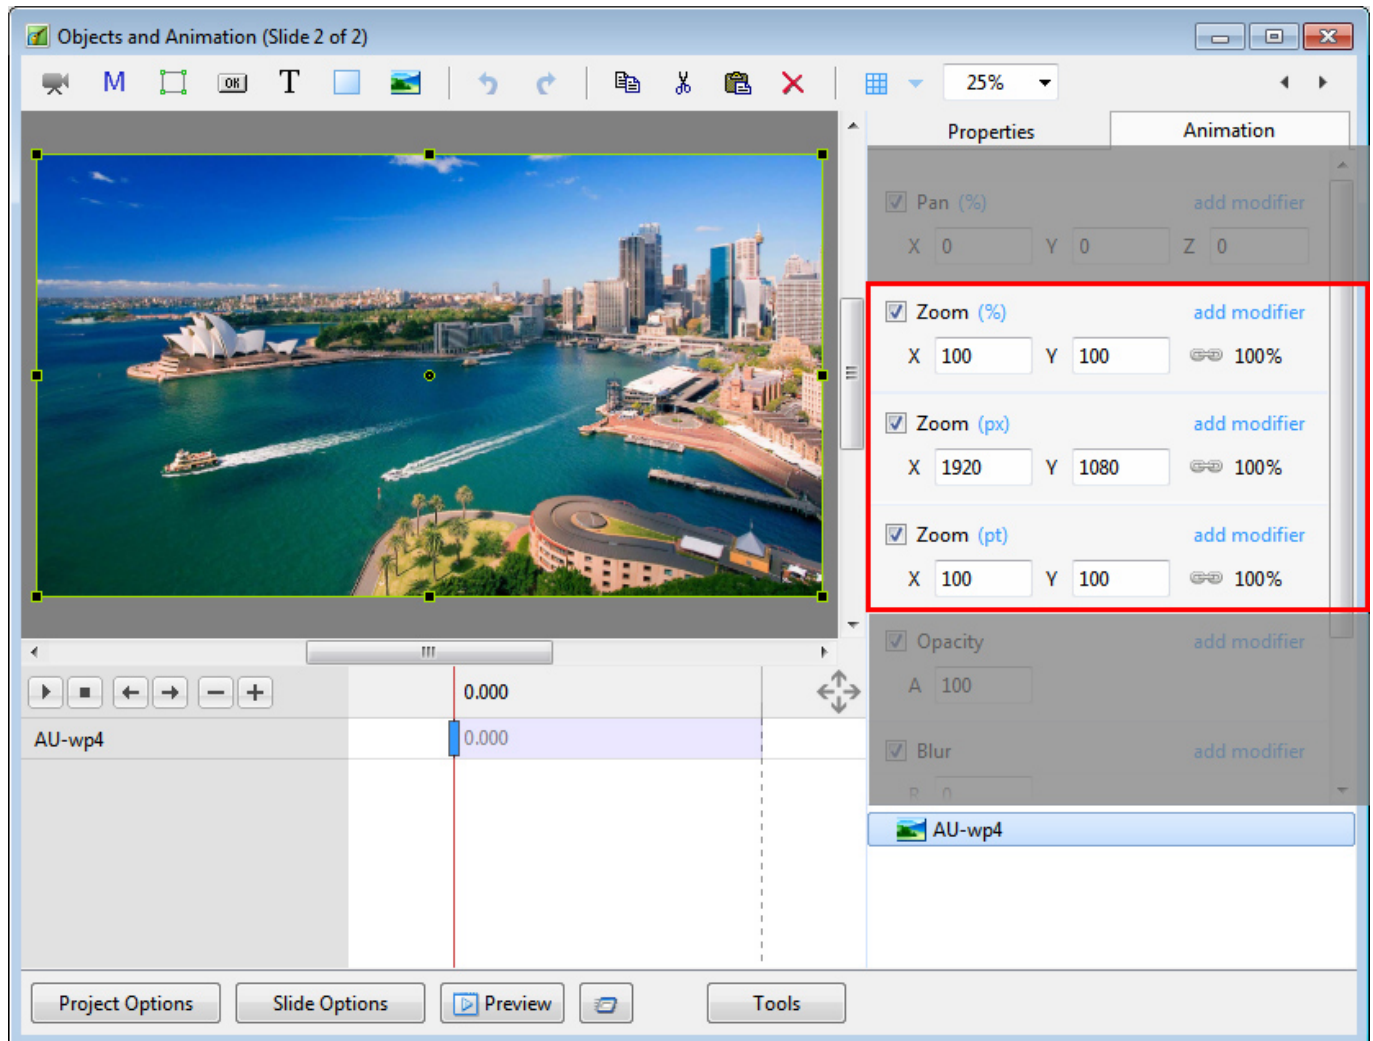 Objects and Animation (Slide 2 of 2)
M OK T 25%
Properties Animation
Pan (%) add modifier
X 0 Y 0 Z 0
Zoom (%) add modifier
X 100 Y 100 100%
Zoom (px) add modifier
X 1920 Y 1080 100%
Zoom (pt) add modifier
X 100 Y 100 100%
Opacity add modifier
A 100
Blur add modifier
R 0
0.000
AU-wp4 0.000
AU-wp4
Project Options Slide Options Preview Tools